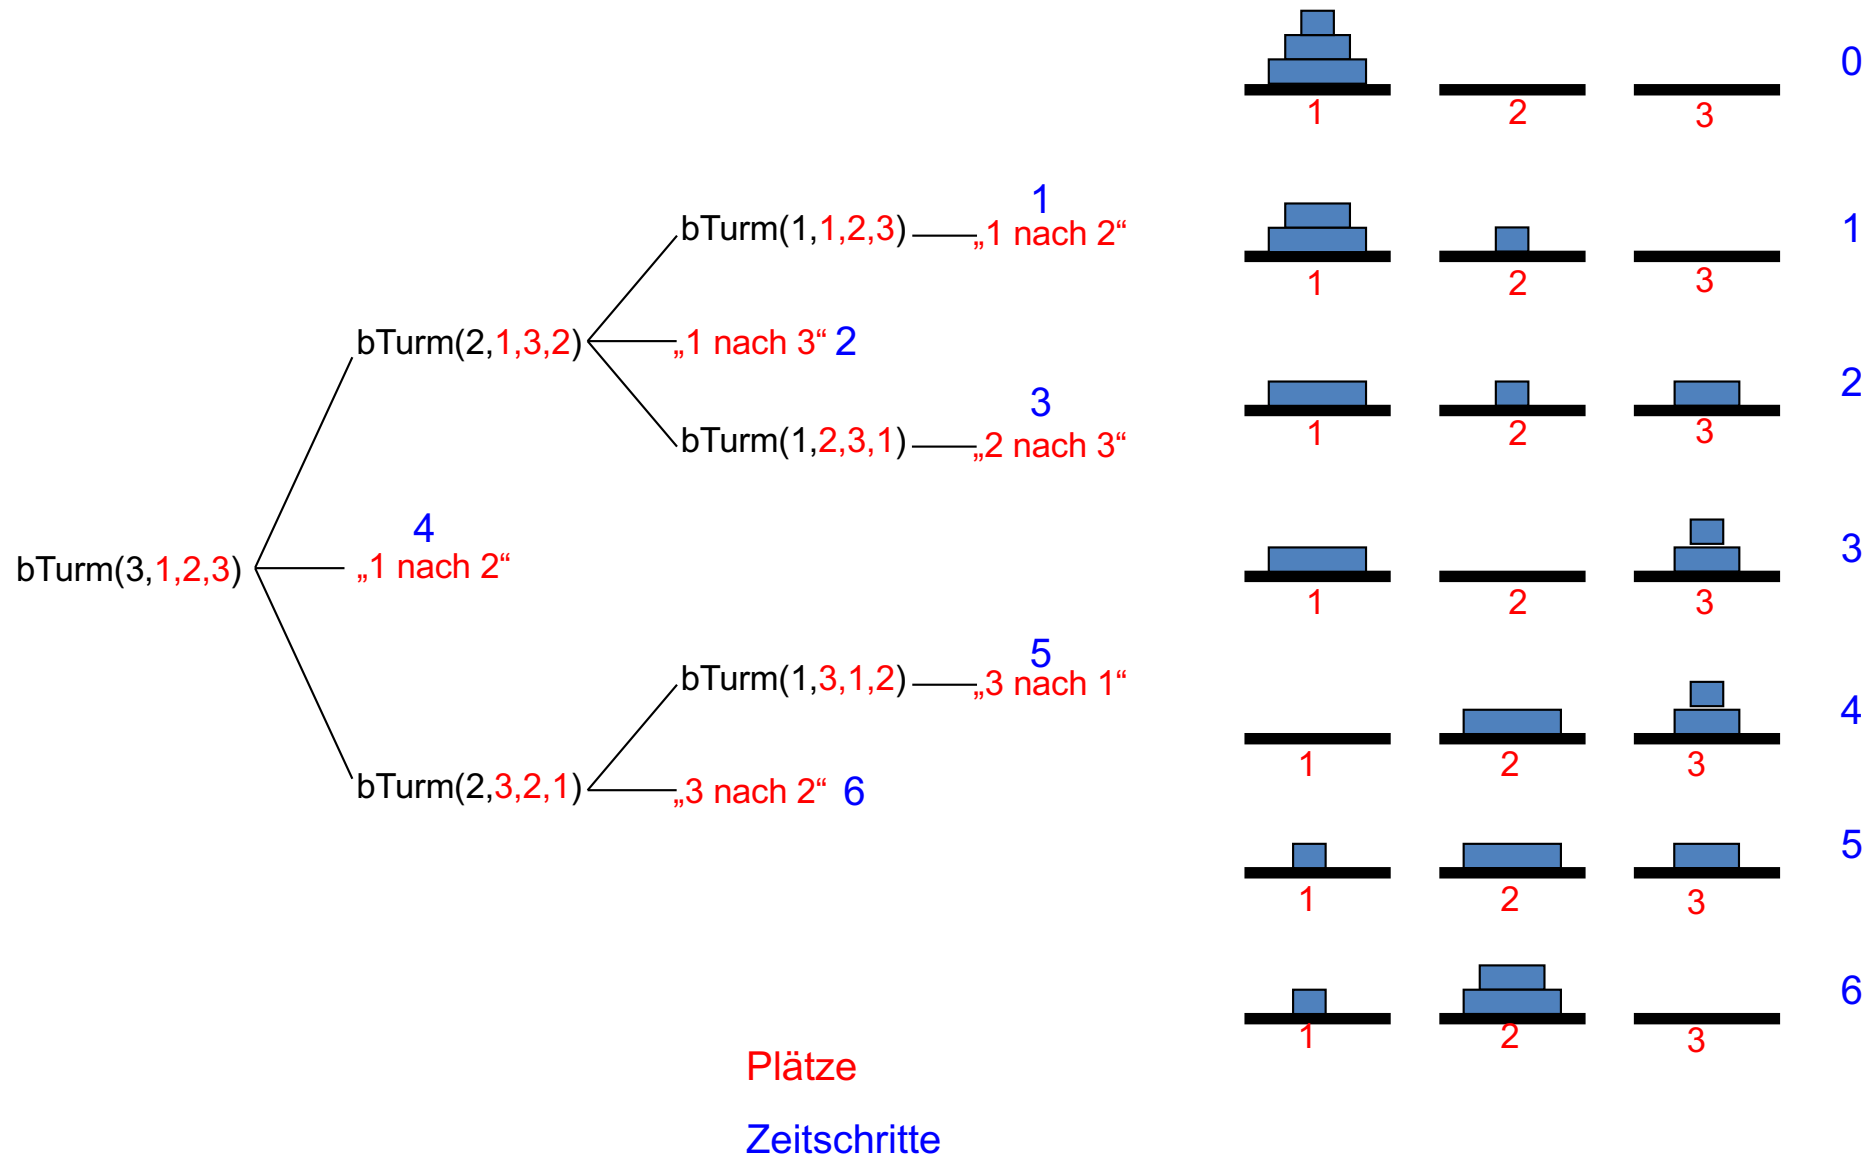 bTurm(3,1,2,3)
bTurm(2,1,3,2)
bTurm(1,1,2,3)
1
„1 nach 2“
„1 nach 3“ 2
bTurm(1,2,3,1)
3
„2 nach 3“
4
„1 nach 2“
bTurm(2,3,2,1)
bTurm(1,3,1,2)
5
„3 nach 1“
„3 nach 2“ 6
Plätze
Zeitschritte
0
1 2 3
1
1 2 3
2
1 2 3
3
1 2 3
4
1 2 3
5
1 2 3
6
1 2 3